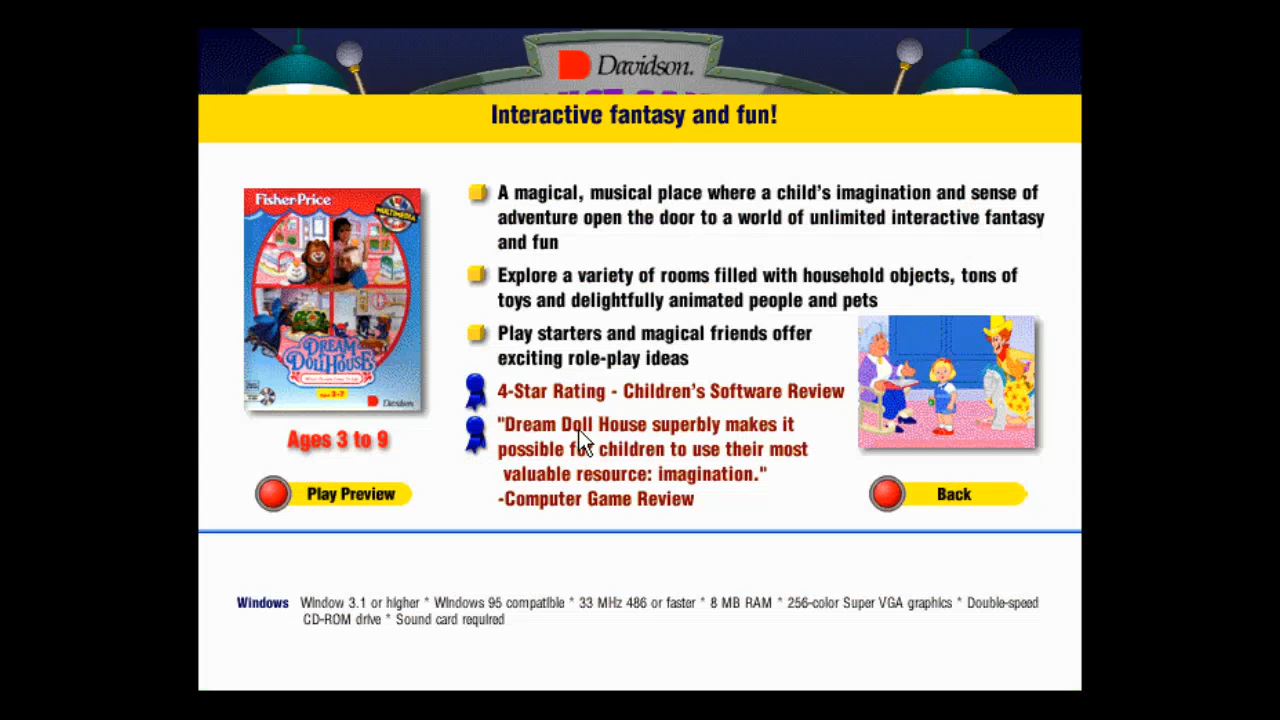 Davidson.
Interactive fantasy and fun!
Fisher-Price
MULTIMEDIA
DREAM
DOLL HOUSE
Ages 3-7
Davidson
Ages 3 to 9
Play Preview
A magical, musical place where a child's imagination and sense of
adventure open the door to a world of unlimited interactive fantasy
and fun
Explore a variety of rooms filled with household objects, tons of
toys and delightfully animated people and pets
Play starters and magical friends offer
exciting role-play ideas
4-Star Rating - Children's Software Review
"Dream Doll House superbly makes it
possible for children to use their most
valuable resource: imagination."
-Computer Game Review
Back
Windows Window 3.1 or higher * Windows 95 compatible * 33 MHz 486 or faster * 8 MB RAM * 256-color Super VGA graphics * Double-speed
CD-ROM drive * Sound card required